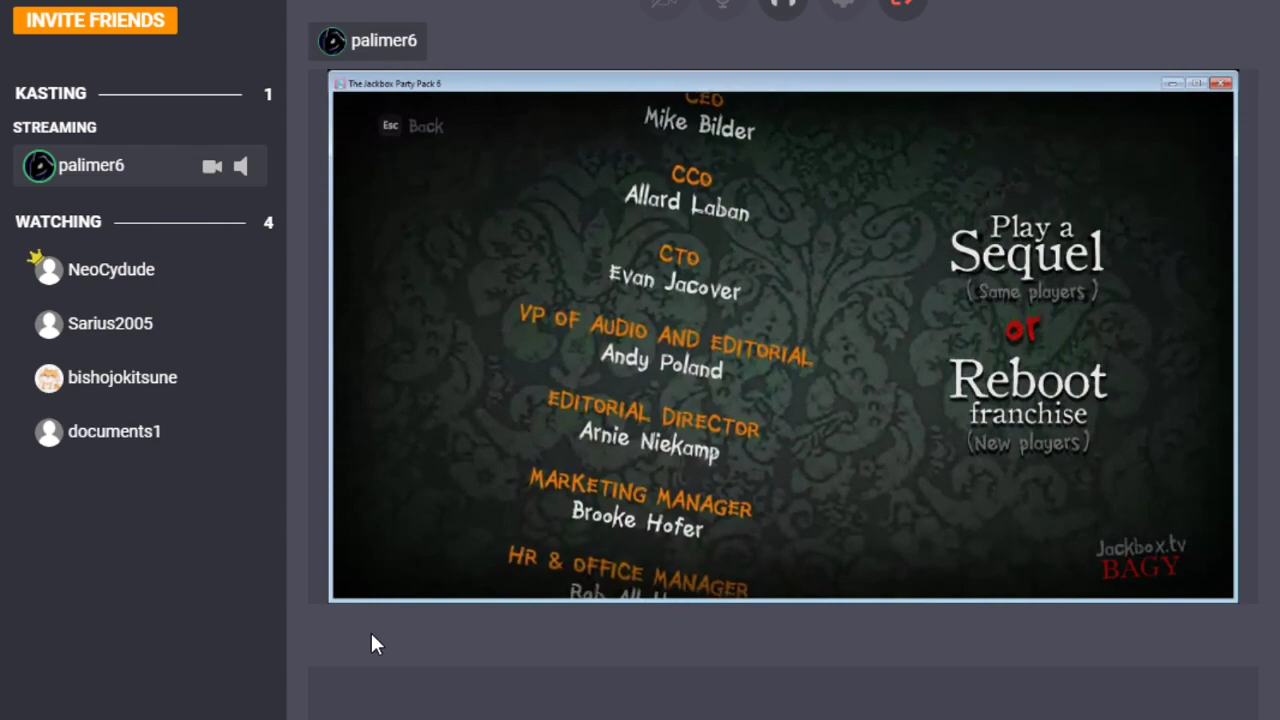 INVITE FRIENDS
KASTING 1
STREAMING
palimer6
WATCHING 4
NeoCydude
Sarius2005
bishojokitsune
documents1
palimer6
The Jackbox Party Pack 6
Esc Back
CEO
Mike Bilder
CCO
Allard Laban
CTO
Evan Jacover
VP OF AUDIO AND EDITORIAL
Andy Poland
EDITORIAL DIRECTOR
Arnie Niekamp
MARKETING MANAGER
Brooke Hofer
HR & OFFICE MANAGER
Play a
Sequel
(Same players)
or
Reboot
franchise
(New players)
Jackbox.tv
BAGY